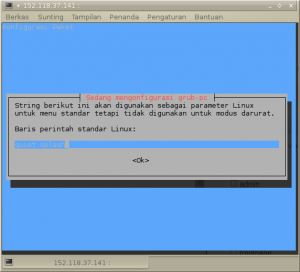 152.118.37.141 :
Berkas Sunting Tampilan Penanda Pengaturan Bantuan
Konfigurasi Paket
Sedang mengonfigurasi grub-pc
String berikut ini akan digunakan sebagai parameter Linux
untuk menu standar tetapi tidak digunakan untuk modus darurat.
Baris perintah standar Linux:
quiet splash
<Ok>
152.118.37.141 :